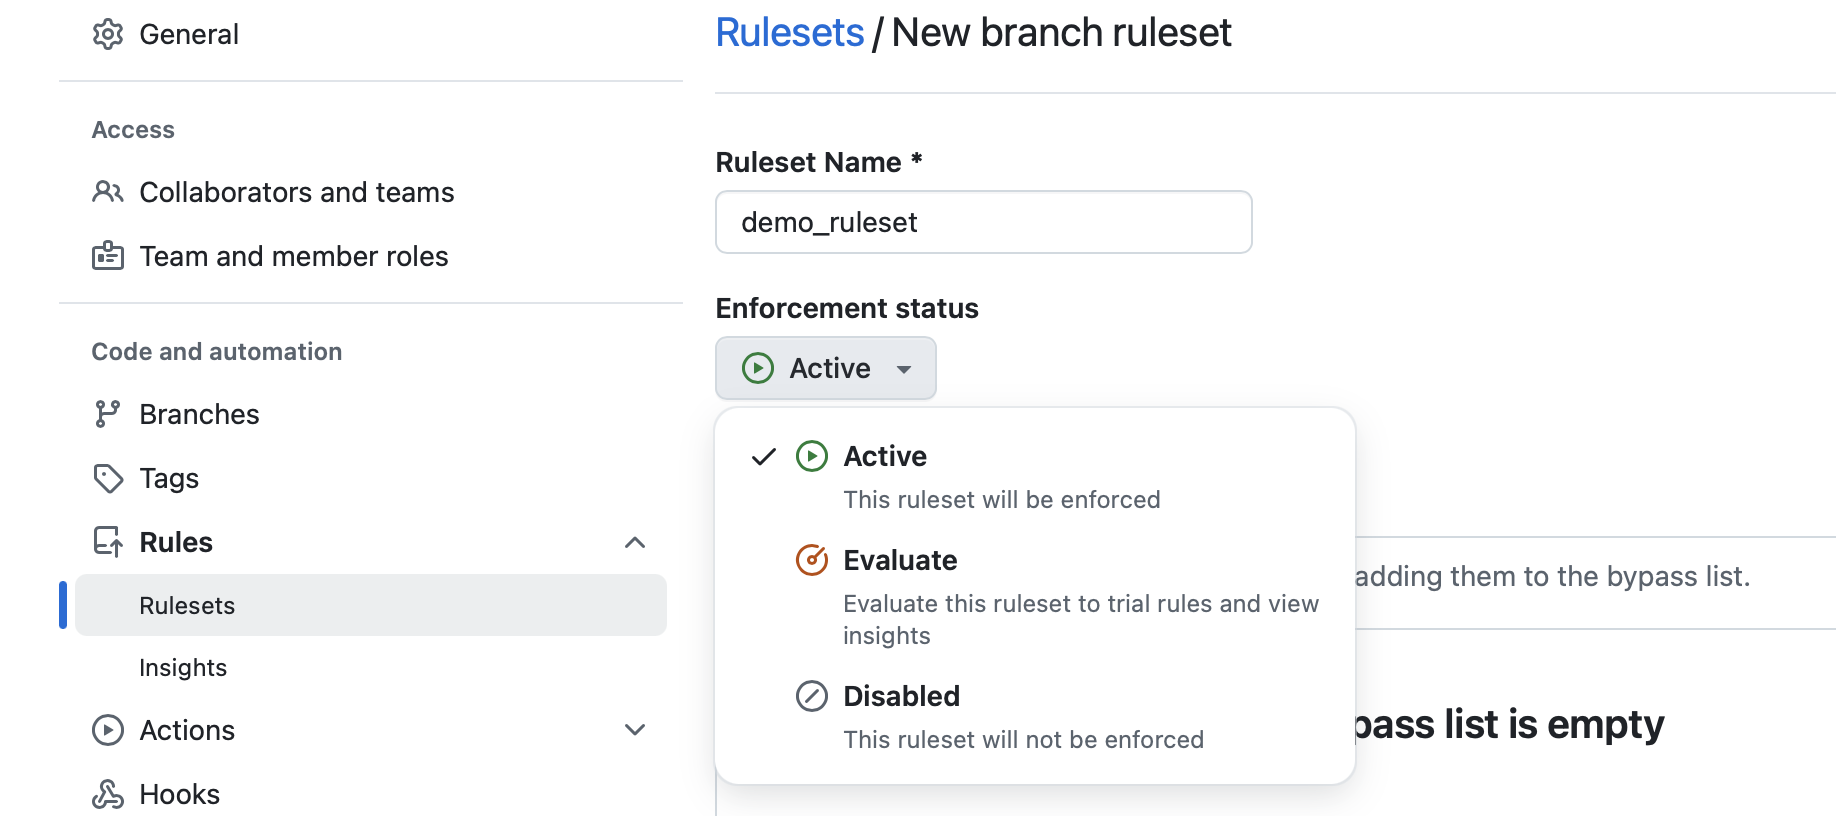 General
Access
Collaborators and teams
Team and member roles
Code and automation
Branches
Tags
Rules
Rulesets
Insights
Actions
Hooks
Rulesets / New branch ruleset
Ruleset Name *
demo_ruleset
Enforcement status
Active
Active
This ruleset will be enforced
Evaluate
Evaluate this ruleset to trial rules and view
insights
Disabled
This ruleset will not be enforced
adding them to the bypass list.
pass list is empty